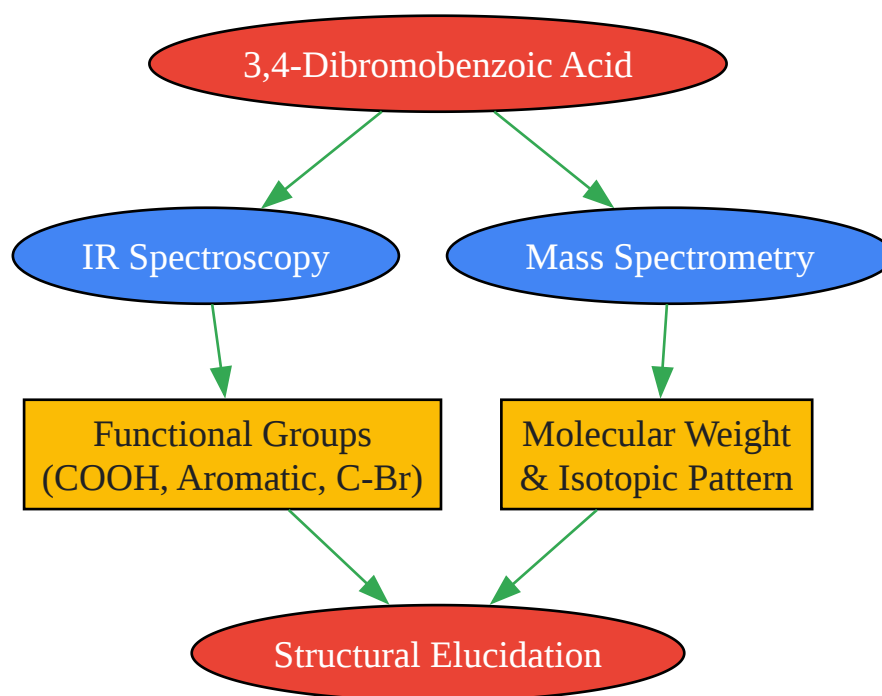 3,4-Dibromobenzoic Acid
IR Spectroscopy
Mass Spectrometry
Functional Groups
(COOH, Aromatic, C-Br)
Molecular Weight
& Isotopic Pattern
Structural Elucidation